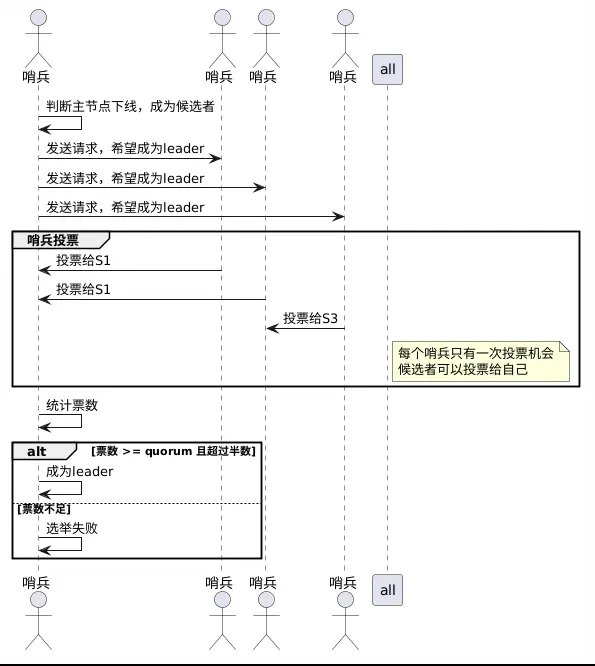 哨兵 哨兵 哨兵 哨兵 all
判断主节点下线，成为候选者
发送请求，希望成为leader
发送请求，希望成为leader
发送请求，希望成为leader
哨兵投票
投票给S1
投票给S1
投票给S3
每个哨兵只有一次投票机会
候选者可以投票给自己
统计票数
alt [票数 >= quorum 且超过半数]
成为leader
[票数不足]
选举失败
哨兵 哨兵 哨兵 哨兵 all